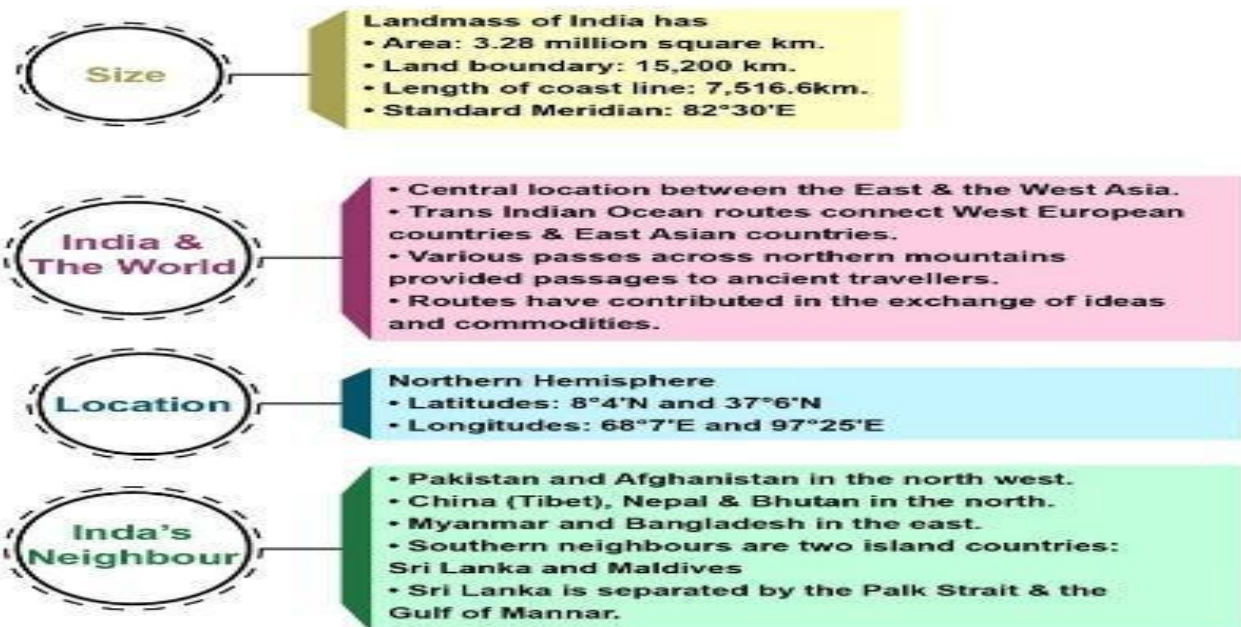 Size
Landmass of India has
• Area: 3.28 million square km.
• Land boundary: 15,200 km.
• Length of coast line: 7,516.6km.
• Standard Meridian: 82°30'E
India &
The World
• Central location between the East & the West Asia.
• Trans Indian Ocean routes connect West European
countries & East Asian countries.
• Various passes across northern mountains
provided passages to ancient travellers.
• Routes have contributed in the exchange of ideas
and commodities.
Location
Northern Hemisphere
• Latitudes: 8°4'N and 37°6'N
• Longitudes: 68°7'E and 97°25'E
Inda's
Neighbour
• Pakistan and Afghanistan in the north west.
• China (Tibet), Nepal & Bhutan in the north.
• Myanmar and Bangladesh in the east.
• Southern neighbours are two island countries:
Sri Lanka and Maldives
• Sri Lanka is separated by the Palk Strait & the
Gulf of Mannar.